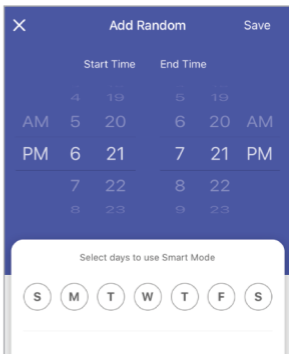 × Add Random Save
Start Time End Time
4 19 5 19
AM 5 20 6 20 AM
PM 6 21 7 21 PM
7 22 8 22
8 23 9 23
Select days to use Smart Mode
S M T W T F S